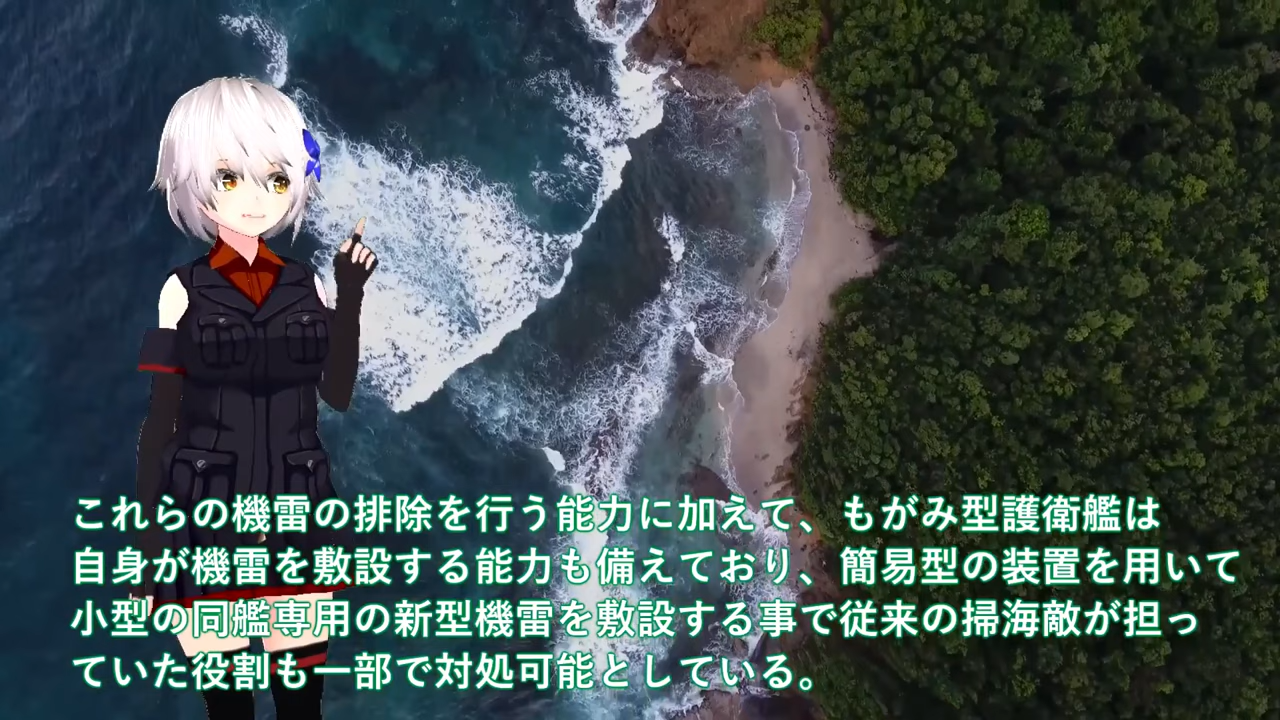 これらの機雷の排除を行う能力に加えて、もがみ型護衛艦は
自身が機雷を敷設する能力も備えており、簡易型の装置を用いて
小型の同艦専用の新型機雷を敷設する事で従来の掃海敵が担っ
ていた役割も一部で対処可能としている。